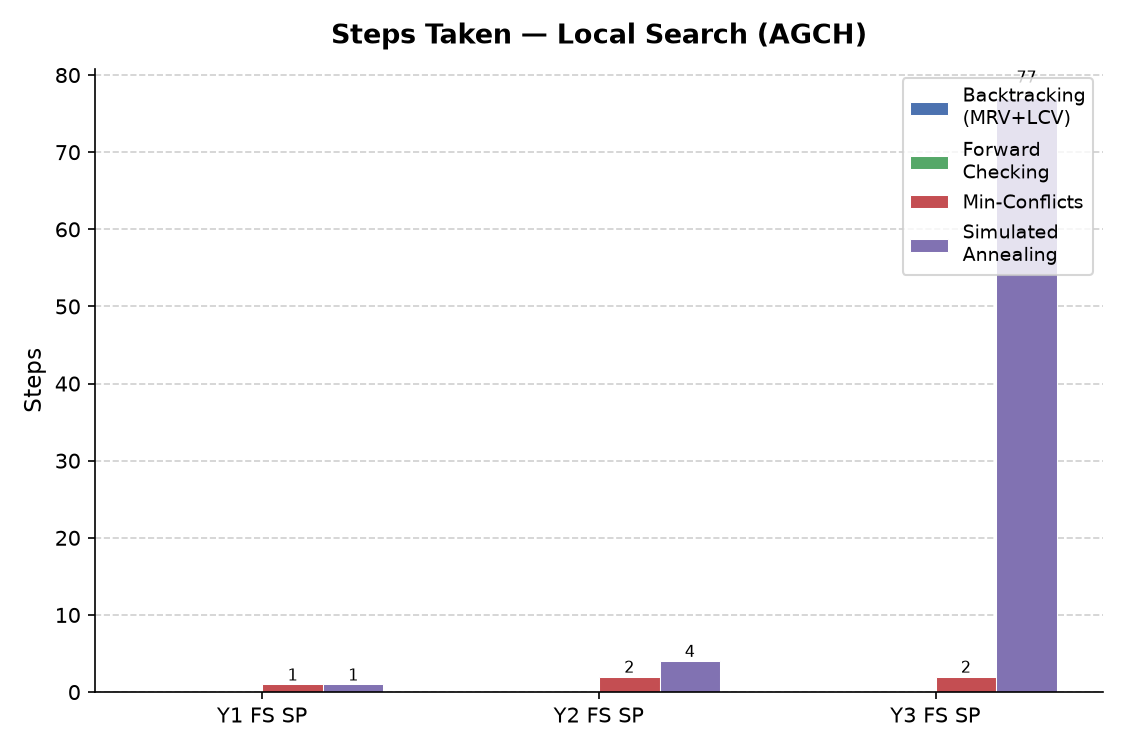 Steps Taken — Local Search (AGCH)
80
70
60
50
40
30
20
10
0
Steps
77
Backtracking
(MRV+LCV)
Forward
Checking
Min-Conflicts
Simulated
Annealing
1
1
2
4
2
Y1 FS SP
Y2 FS SP
Y3 FS SP